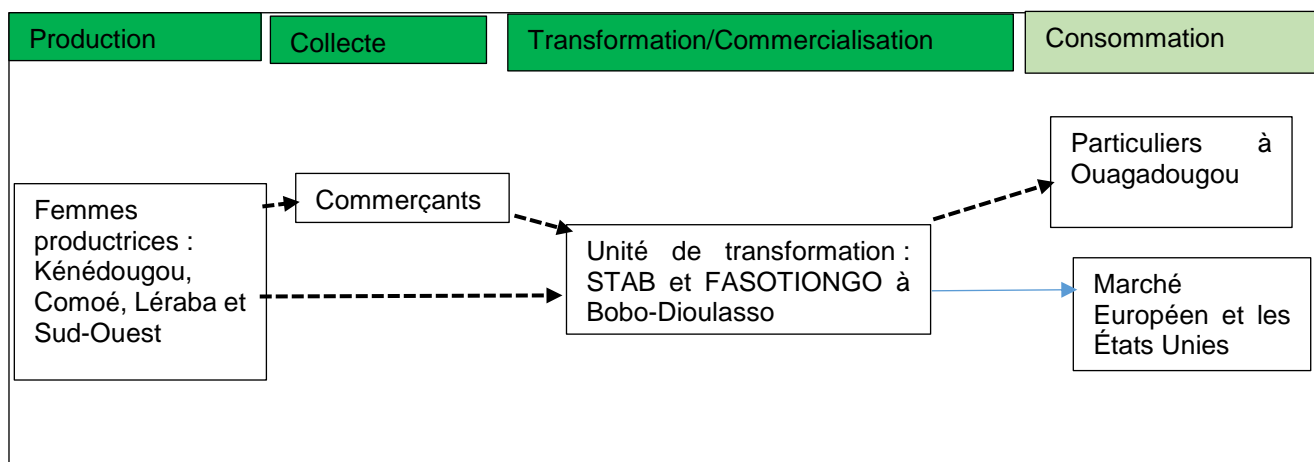 Production
Collecte
Transformation/Commercialisation
Consommation
Femmes
productrices :
Kénédougou,
Comoé, Léraba et
Sud-Ouest
Commerçants
Unité de transformation :
STAB et FASOTIONGO à
Bobo-Dioulasso
Particuliers à
Ouagadougou
Marché
Européen et les
États Unies